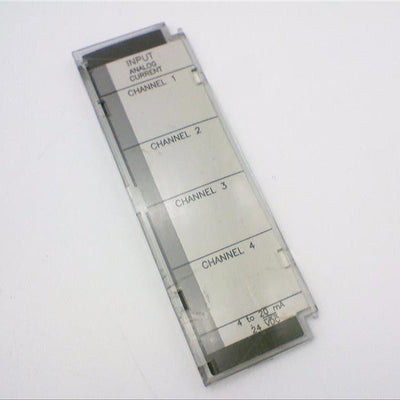 INPUT
ANALOG
CURRENT
CHANNEL 1
CHANNEL 2
CHANNEL 3
CHANNEL 4
4 to 20 mA
24 VDC